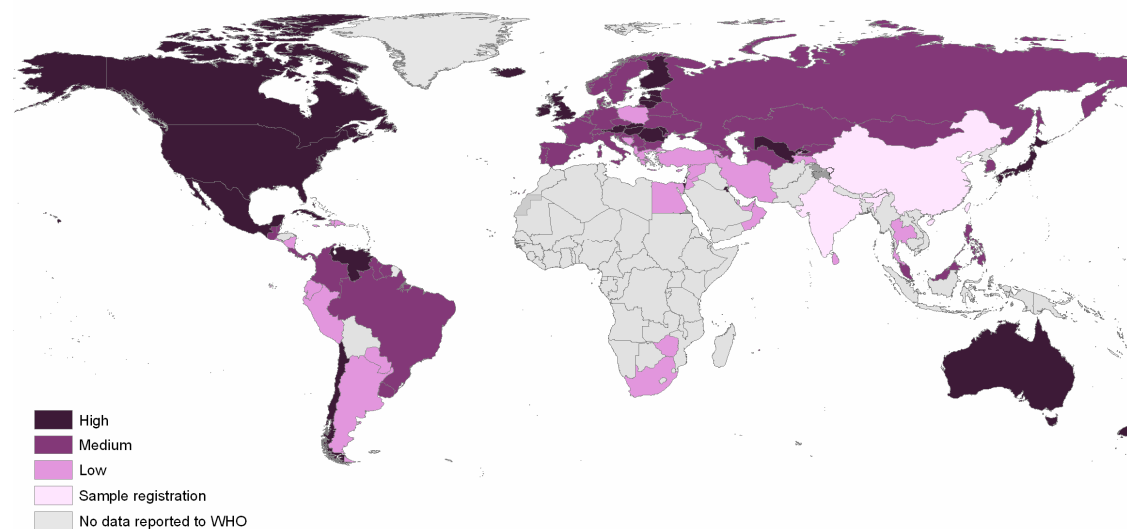 High
Medium
Low
Sample registration
No data reported to WHO